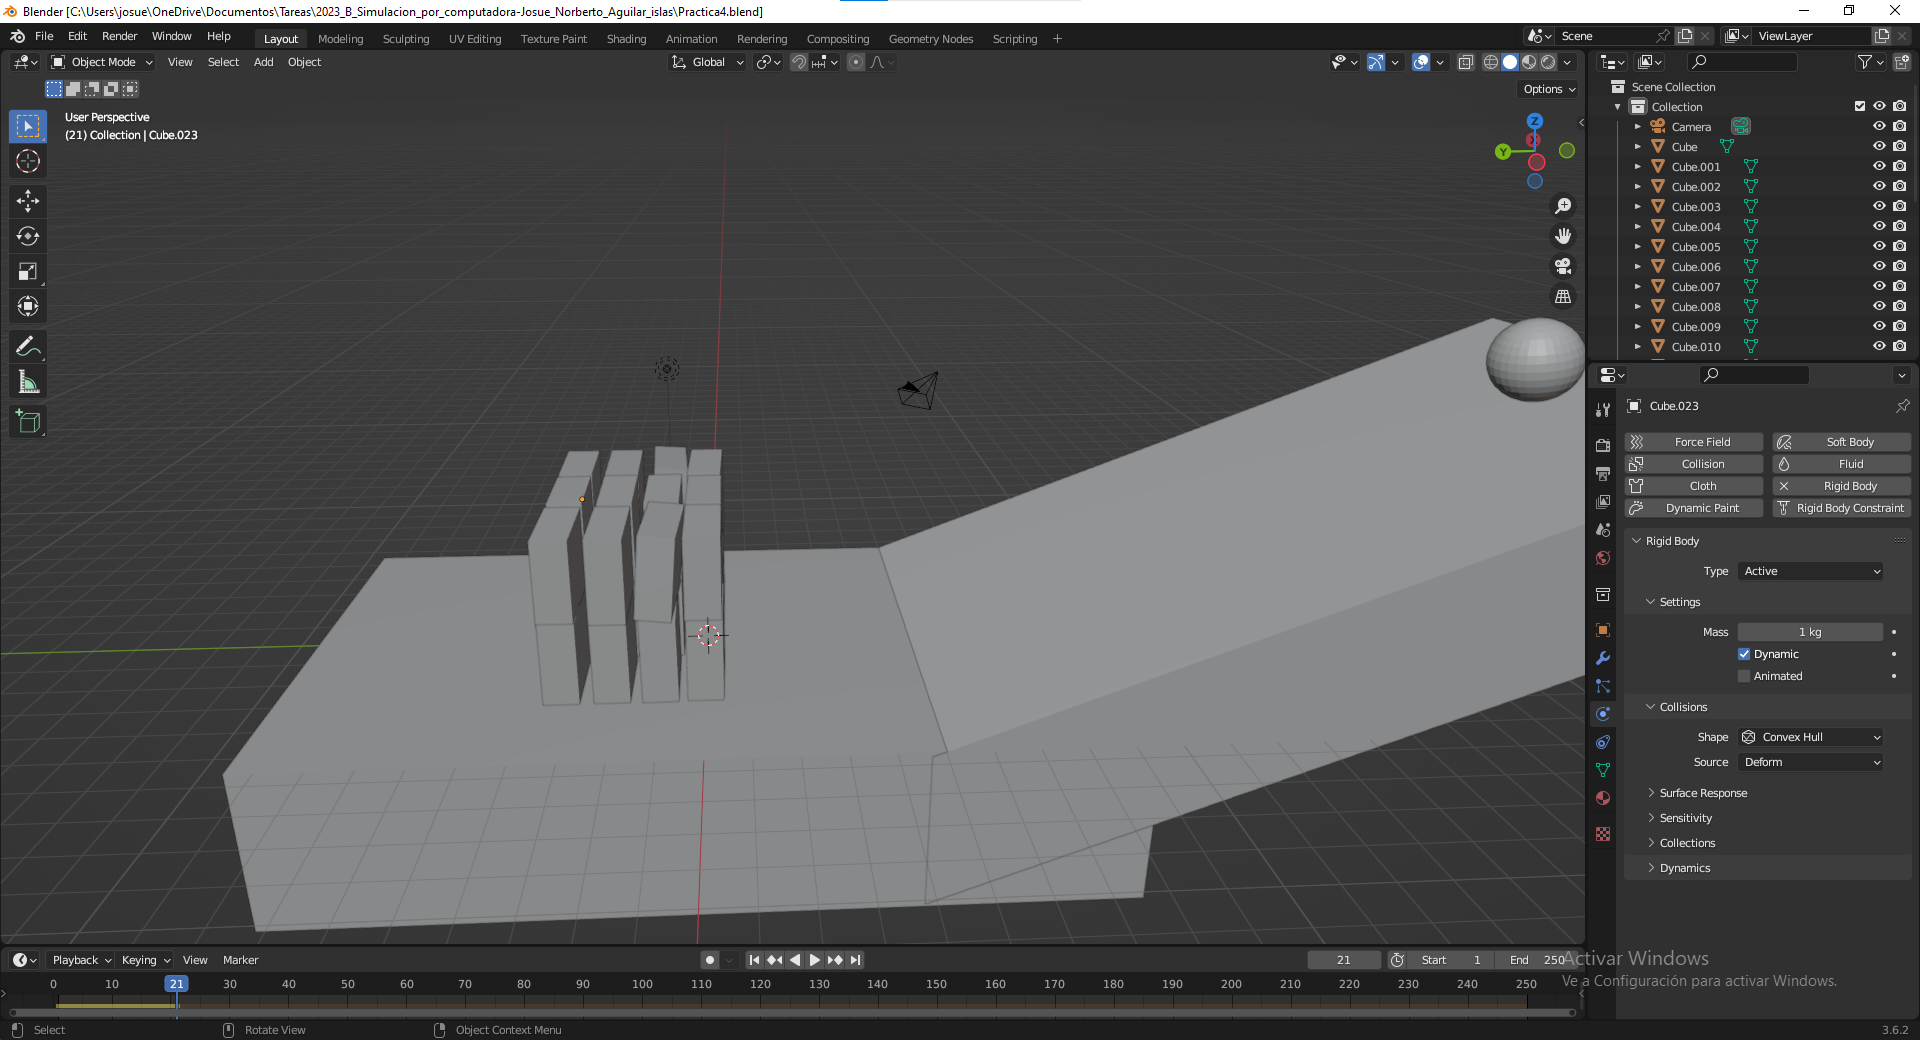 Blender [C:\Users\josue\OneDrive\Documentos\Tareas\2023_B_Simulacion_por_computadora-Josue_Norberto_Aguilar_islas\Practica4.blend]
File Edit Render Window Help Layout Modeling Sculpting UV Editing Texture Paint Shading Animation Rendering Compositing Geometry Nodes Scripting + Scene ViewLayer
Object Mode View Select Add Object Global
Options
User Perspective
(21) Collection | Cube.023
Z
Y
Scene Collection
Collection
Camera
Cube
Cube.001
Cube.002
Cube.003
Cube.004
Cube.005
Cube.006
Cube.007
Cube.008
Cube.009
Cube.010
Cube.023
Force Field Soft Body
Collision Fluid
Cloth Rigid Body
Dynamic Paint Rigid Body Constraint
Rigid Body
Type Active
Settings
Mass 1 kg
Dynamic
Animated
Collisions
Shape Convex Hull
Source Deform
Surface Response
Sensitivity
Collections
Dynamics
Playback Keying View Marker 21 Start 1 End 250
0 10 21 30 40 50 60 70 80 90 100 110 120 130 140 150 160 170 180 190 200 210 220 230 240 250
Activar Windows
Ve a Configuración para activar Windows.
Select Rotate View Object Context Menu 3.6.2